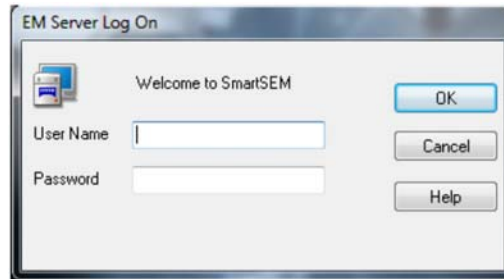 EM Server Log On
Welcome to SmartSEM
OK
User Name
Cancel
Password
Help